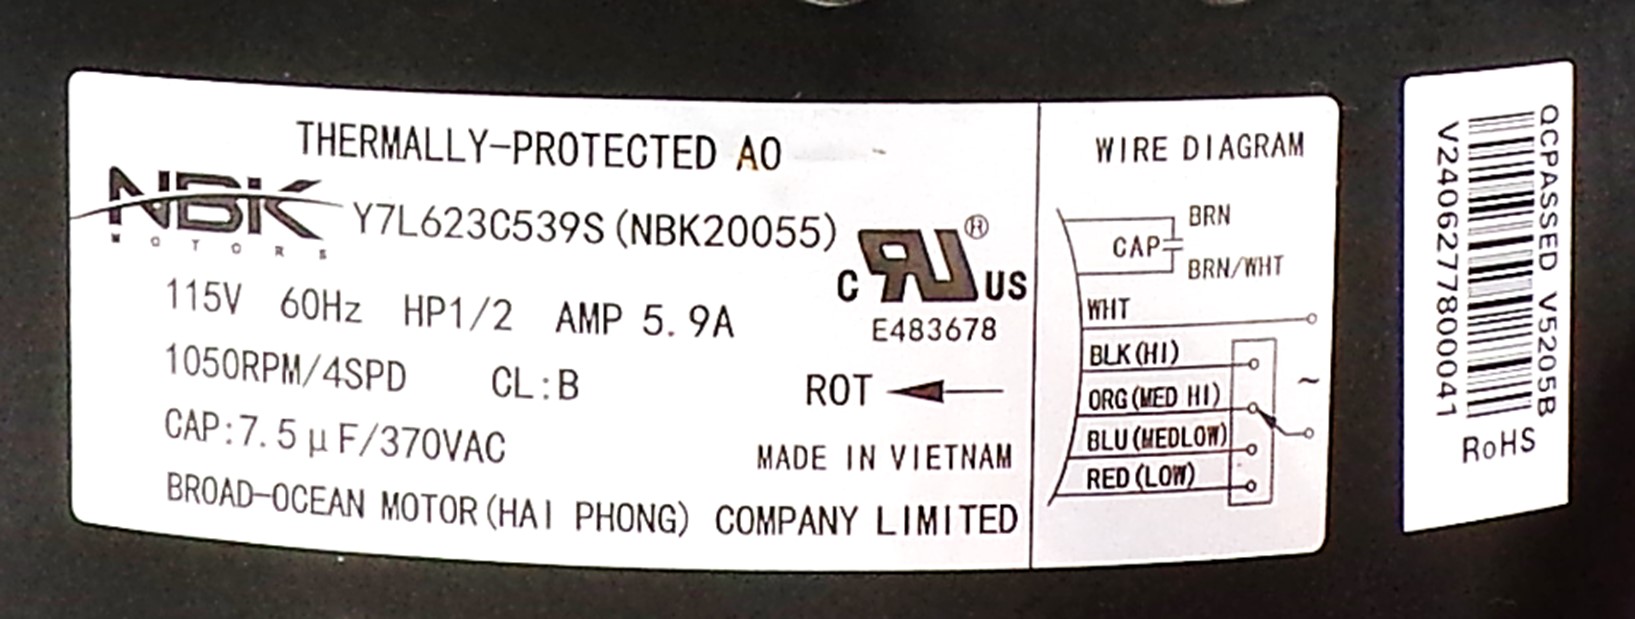 THERMALLY-PROTECTED AO
NBK
MOTORS
Y7L623C539S (NBK20055)
115V 60Hz HP1/2 AMP 5.9A
1050RPM/4SPD CL:B
CAP:7.5μF/370VAC
BROAD-OCEAN MOTOR(HAI PHONG) COMPANY LIMITED
C RU US ®
E483678
ROT
MADE IN VIETNAM
WIRE DIAGRAM
BRN
CAP
BRN/WHT
WHT
BLK(HI)
ORG(MED HI)
BLU(MEDLOW)
RED(LOW)
~
QCPASSED V5205B
V240627780041
RoHS